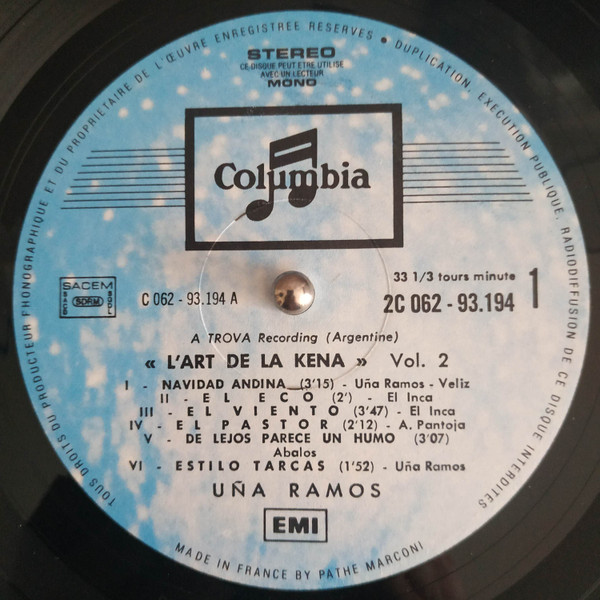 TOUS DROITS DU PRODUCTEUR PHONOGRAPHIQUE ET DU PROPRIETAIRE DE L'ŒUVRE ENREGISTREE RESERVES • DUPLICATION, EXECUTION PUBLIQUE, RADIODIFFUSION DE CE DISQUE INTERDITES
STEREO
CE DISQUE PEUT ETRE UTILISE
AVEC UN LECTEUR
MONO
Columbia
SACEM
SACD
SDRM
SGDL
C 062 - 93.194 A
33 1/3 tours minute
2C 062 - 93.194
1
A TROVA Recording (Argentine)
« L'ART DE LA KENA » Vol. 2
I - NAVIDAD ANDINA (3'15) - Uña Ramos - Veliz
II - EL ECO (2') - El Inca
III - EL VIENTO (3'47) - El Inca
IV - EL PASTOR (2'12) - A. Pantoja
V - DE LEJOS PARECE UN HUMO (3'07)
Abalos
VI - ESTILO TARCAS (1'52) - Uña Ramos
UÑA RAMOS
EMI
MADE IN FRANCE BY PATHE MARCONI